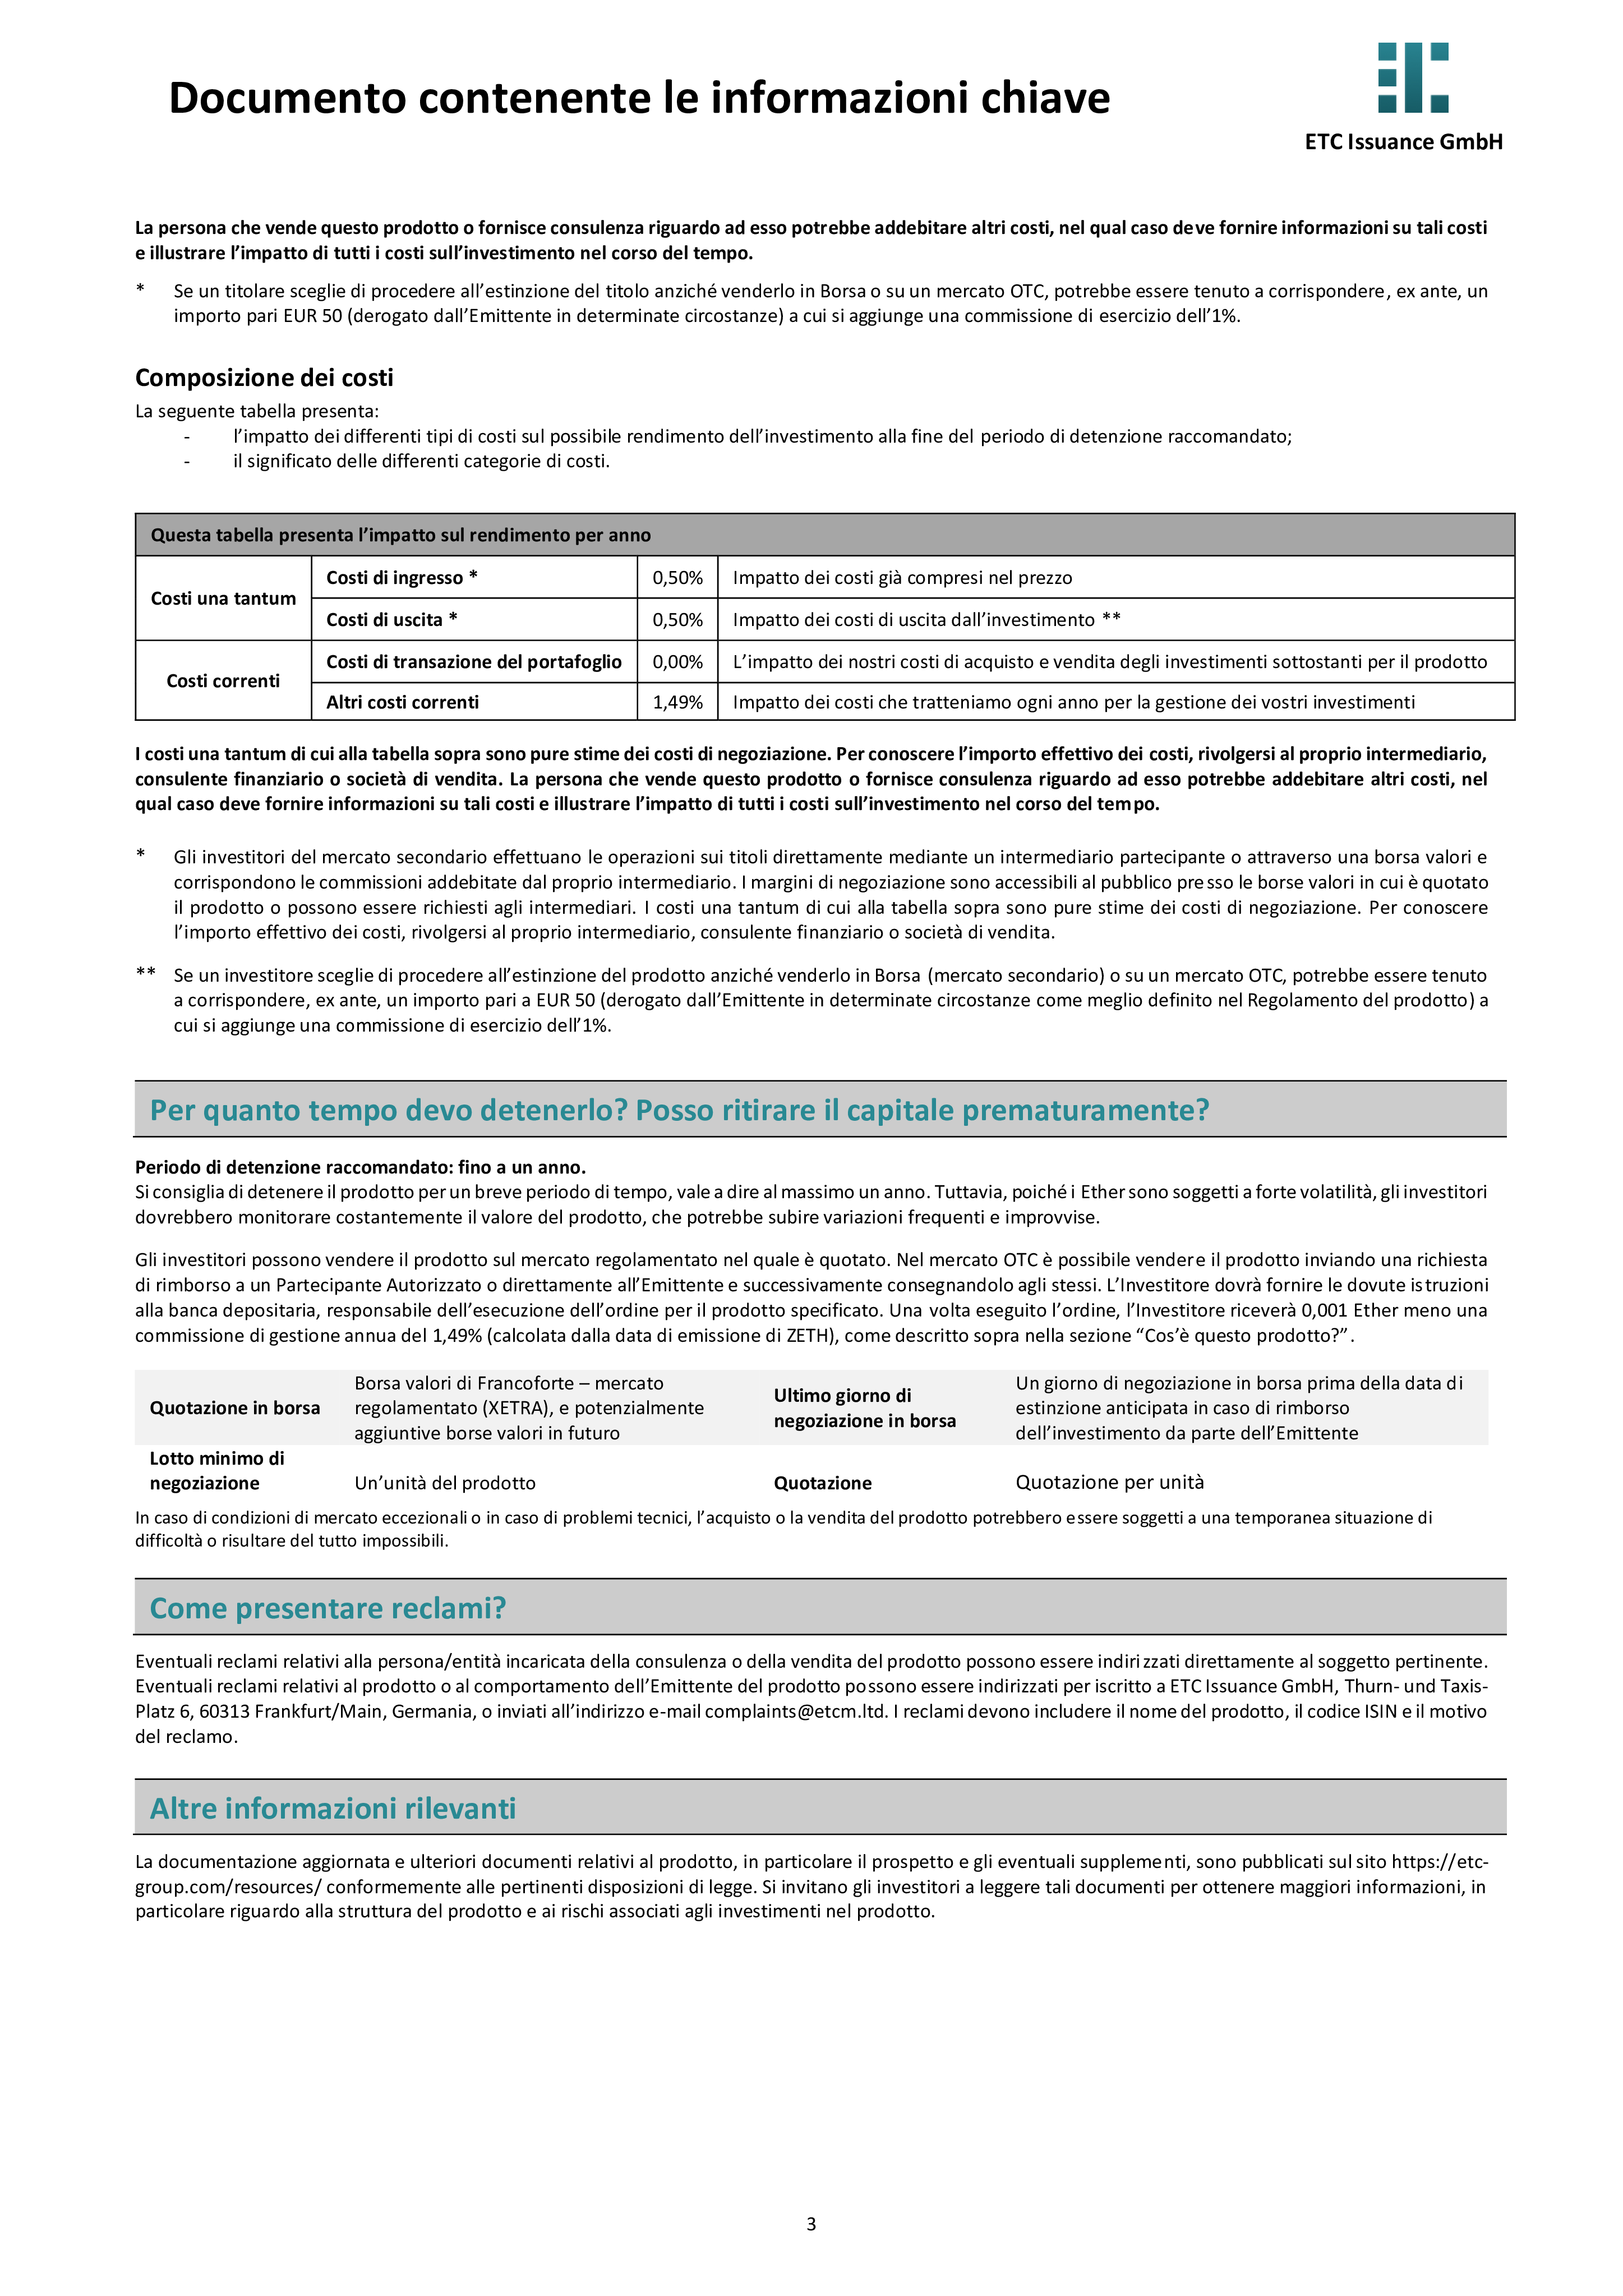 Documento contenente le informazioni chiave
ETC Issuance GmbH
La persona che vende questo prodotto o fornisce consulenza riguardo ad esso potrebbe addebitare altri costi, nel qual caso deve fornire informazioni su tali costi
e illustrare l’impatto di tutti i costi sull’investimento nel corso del tempo.
* Se un titolare sceglie di procedere all’estinzione del titolo anziché venderlo in Borsa o su un mercato OTC, potrebbe essere tenuto a corrispondere, ex ante, un
importo pari EUR 50 (derogato dall’Emittente in determinate circostanze) a cui si aggiunge una commissione di esercizio dell’1%.
Composizione dei costi
La seguente tabella presenta:
- l’impatto dei differenti tipi di costi sul possibile rendimento dell’investimento alla fine del periodo di detenzione raccomandato;
- il significato delle differenti categorie di costi.
Questa tabella presenta l’impatto sul rendimento per anno
Costi una tantum
Costi di ingresso * 0,50% Impatto dei costi già compresi nel prezzo
Costi di uscita * 0,50% Impatto dei costi di uscita dall’investimento **
Costi correnti
Costi di transazione del portafoglio 0,00% L’impatto dei nostri costi di acquisto e vendita degli investimenti sottostanti per il prodotto
Altri costi correnti 1,49% Impatto dei costi che tratteniamo ogni anno per la gestione dei vostri investimenti
I costi una tantum di cui alla tabella sopra sono pure stime dei costi di negoziazione. Per conoscere l’importo effettivo dei costi, rivolgersi al proprio intermediario,
consulente finanziario o società di vendita. La persona che vende questo prodotto o fornisce consulenza riguardo ad esso potrebbe addebitare altri costi, nel
qual caso deve fornire informazioni su tali costi e illustrare l’impatto di tutti i costi sull’investimento nel corso del tempo.
* Gli investitori del mercato secondario effettuano le operazioni sui titoli direttamente mediante un intermediario partecipante o attraverso una borsa valori e
corrispondono le commissioni addebitate dal proprio intermediario. I margini di negoziazione sono accessibili al pubblico presso le borse valori in cui è quotato
il prodotto o possono essere richiesti agli intermediari. I costi una tantum di cui alla tabella sopra sono pure stime dei costi di negoziazione. Per conoscere
l’importo effettivo dei costi, rivolgersi al proprio intermediario, consulente finanziario o società di vendita.
** Se un investitore sceglie di procedere all’estinzione del prodotto anziché venderlo in Borsa (mercato secondario) o su un mercato OTC, potrebbe essere tenuto
a corrispondere, ex ante, un importo pari a EUR 50 (derogato dall’Emittente in determinate circostanze come meglio definito nel Regolamento del prodotto) a
cui si aggiunge una commissione di esercizio dell’1%.
Per quanto tempo devo detenerlo? Posso ritirare il capitale prematuramente?
Periodo di detenzione raccomandato: fino a un anno.
Si consiglia di detenere il prodotto per un breve periodo di tempo, vale a dire al massimo un anno. Tuttavia, poiché i Ether sono soggetti a forte volatilità, gli investitori
dovrebbero monitorare costantemente il valore del prodotto, che potrebbe subire variazioni frequenti e improvvise.
Gli investitori possono vendere il prodotto sul mercato regolamentato nel quale è quotato. Nel mercato OTC è possibile vendere il prodotto inviando una richiesta
di rimborso a un Partecipante Autorizzato o direttamente all’Emittente e successivamente consegnandolo agli stessi. L’Investitore dovrà fornire le dovute istruzioni
alla banca depositaria, responsabile dell’esecuzione dell’ordine per il prodotto specificato. Una volta eseguito l’ordine, l’Investitore riceverà 0,001 Ether meno una
commissione di gestione annua del 1,49% (calcolata dalla data di emissione di ZETH), come descritto sopra nella sezione “Cos’è questo prodotto?”.
Quotazione in borsa
Borsa valori di Francoforte – mercato
regolamentato (XETRA), e potenzialmente
aggiuntive borse valori in futuro
Ultimo giorno di
negoziazione in borsa
Un giorno di negoziazione in borsa prima della data di
estinzione anticipata in caso di rimborso
dell’investimento da parte dell’Emittente
Lotto minimo di
negoziazione
Un’unità del prodotto
Quotazione
Quotazione per unità
In caso di condizioni di mercato eccezionali o in caso di problemi tecnici, l’acquisto o la vendita del prodotto potrebbero essere soggetti a una temporanea situazione di
difficoltà o risultare del tutto impossibili.
Come presentare reclami?
Eventuali reclami relativi alla persona/entità incaricata della consulenza o della vendita del prodotto possono essere indirizzati direttamente al soggetto pertinente.
Eventuali reclami relativi al prodotto o al comportamento dell’Emittente del prodotto possono essere indirizzati per iscritto a ETC Issuance GmbH, Thurn- und Taxis-
Platz 6, 60313 Frankfurt/Main, Germania, o inviati all’indirizzo e-mail complaints@etcm.ltd. I reclami devono includere il nome del prodotto, il codice ISIN e il motivo
del reclamo.
Altre informazioni rilevanti
La documentazione aggiornata e ulteriori documenti relativi al prodotto, in particolare il prospetto e gli eventuali supplementi, sono pubblicati sul sito https://etc-
group.com/resources/ conformemente alle pertinenti disposizioni di legge. Si invitano gli investitori a leggere tali documenti per ottenere maggiori informazioni, in
particolare riguardo alla struttura del prodotto e ai rischi associati agli investimenti nel prodotto.
3